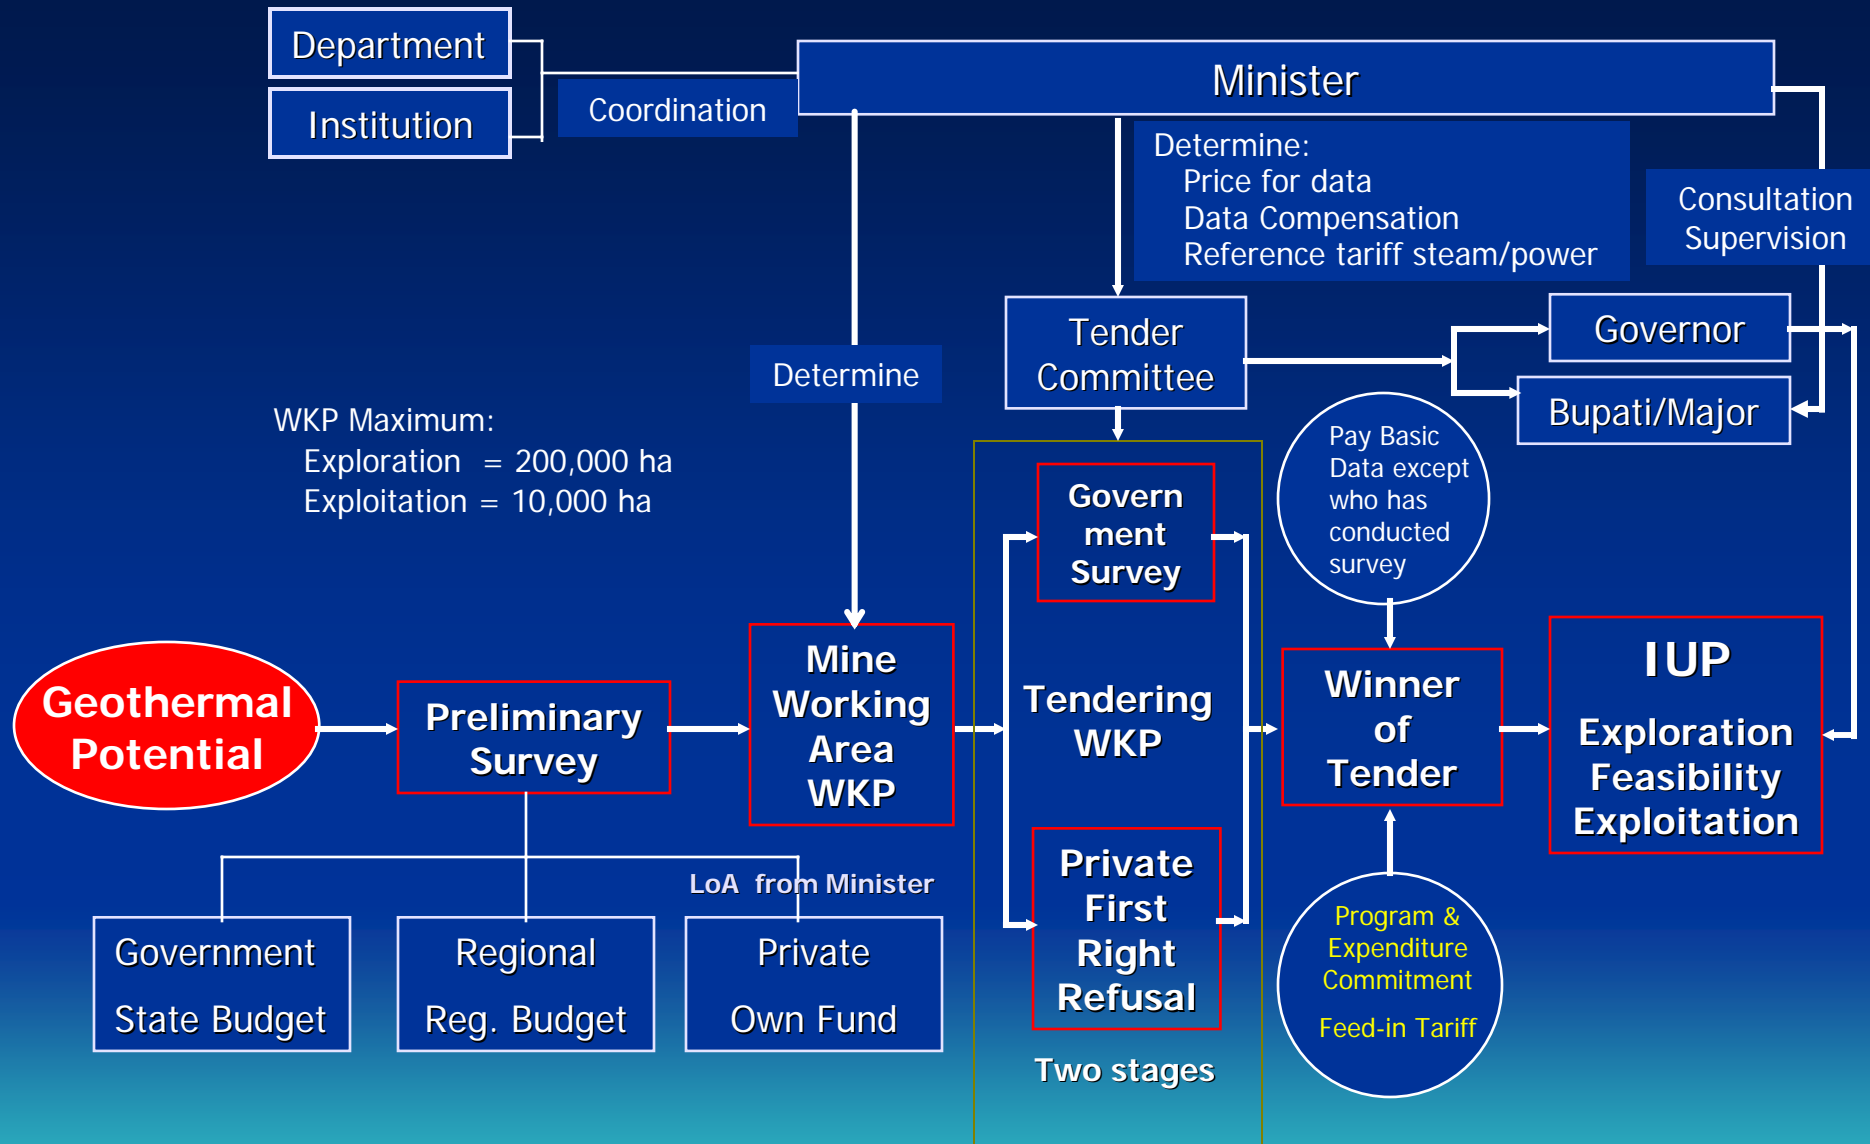 Department
Institution
Coordination
Minister
Determine:
Price for data
Data Compensation
Reference tariff steam/power
Consultation
Supervision
Tender
Committee
Governor
Bupati/Major
Determine
WKP Maximum:
Exploration = 200,000 ha
Exploitation = 10,000 ha
Pay Basic
Data except
who has
conducted
survey
Govern
ment
Survey
Geothermal
Potential
Preliminary
Survey
Mine
Working
Area
WKP
Tendering
WKP
Winner
of
Tender
IUP
Exploration
Feasibility
Exploitation
Private
First
Right
Refusal
Two stages
LoA from Minister
Government
State Budget
Regional
Reg. Budget
Private
Own Fund
Program &
Expenditure
Commitment
Feed-in Tariff